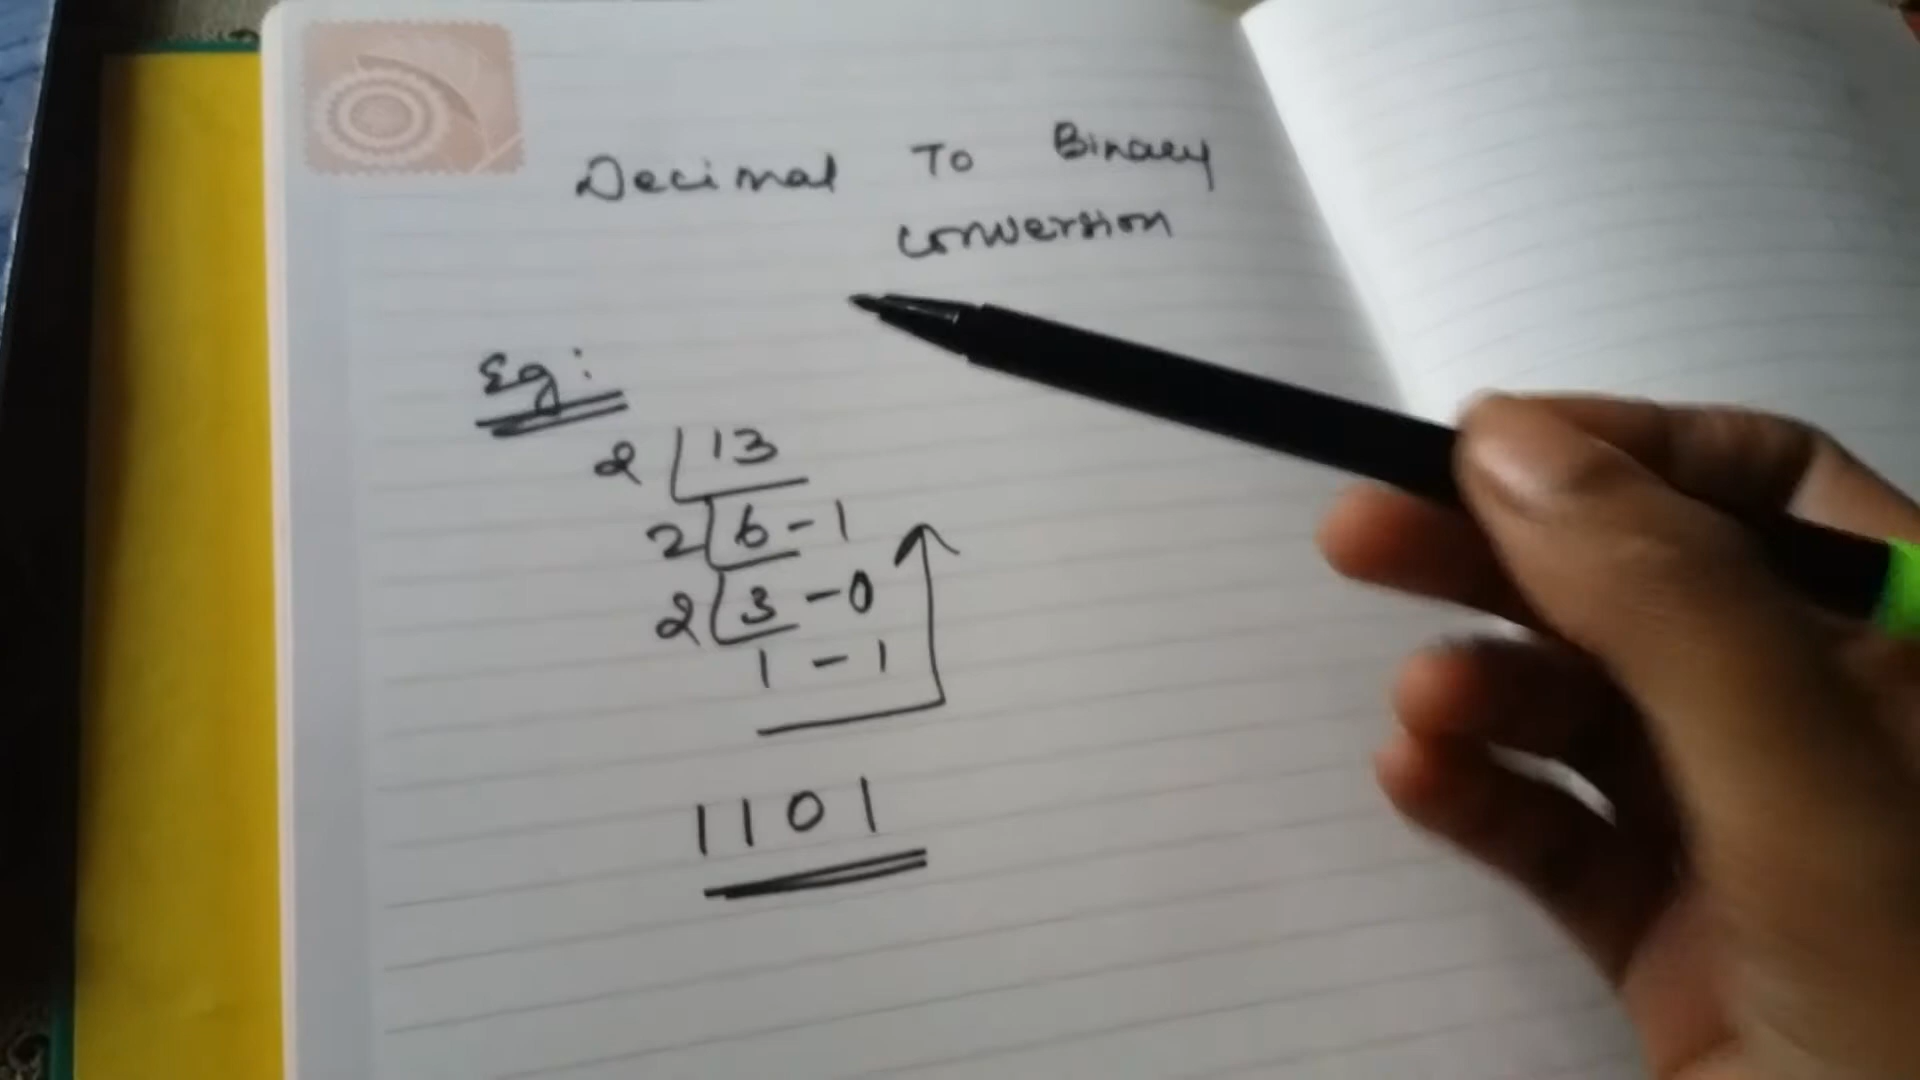 Decimal To Binary
conversion
Eg:
2 13
2 6 - 1
2 3 - 0
1 - 1
1101